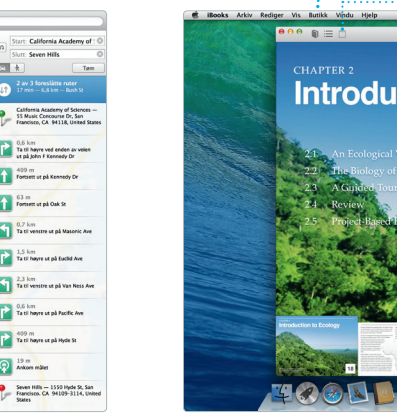 Start: California Academy of S
Slutt: Seven Hills
Tøm
2 av 3 foreslåtte ruter
17 min — 6,8 km — Bush St
California Academy of Sciences —
55 Music Concourse Dr, San
Francisco, CA 94118, United States
0,6 km
Ta til høyre ved enden av veien
ut på John F Kennedy Dr
409 m
Fortsett ut på Kennedy Dr
63 m
Fortsett ut på Oak St
0,7 km
Ta til venstre ut på Masonic Ave
1,5 km
Ta til høyre ut på Euclid Ave
2,3 km
Ta til venstre ut på Van Ness Ave
0,6 km
Ta til høyre ut på Pacific Ave
409 m
Ta til høyre ut på Hyde St
19 m
Ankom målet
Seven Hills — 1550 Hyde St, San
Francisco, CA 94109-3114, United
States
iBooks Arkiv Rediger Vis Butikk Vindu Hjelp
CHAPTER 2
Introdu
2.1 An Ecological
2.2 The Biology of
2.3 A Guided Tour
2.4 Review
2.5 Project-Based
Introduction to Ecology
18